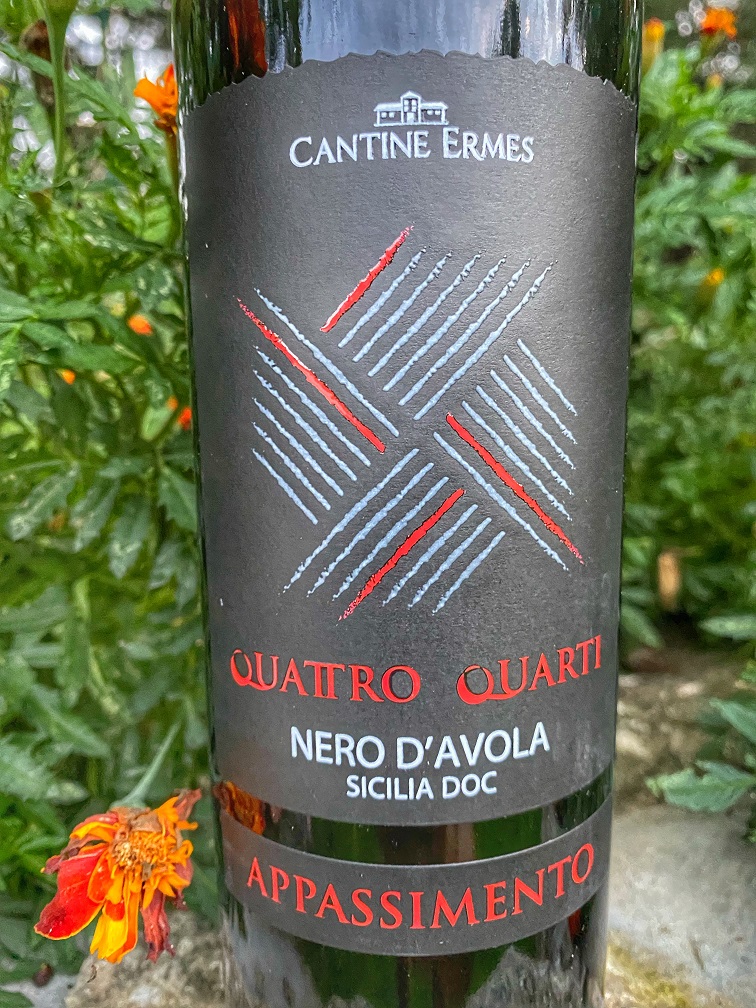 CANTINE ERMES
QUATTRO QUARTI
NERO D'AVOLA
SICILIA DOC
APPASSIMENTO